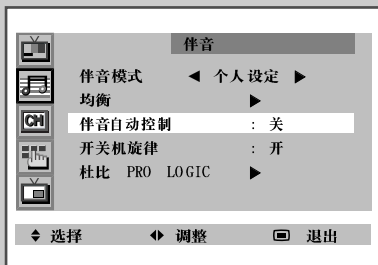 伴音
伴音模式 ◀ 个人设定 ▶
均衡 ▶
伴音自动控制 : 关
CH
开关机旋律 : 开
杜比 PRO LOGIC ▶
选择 调整 退出